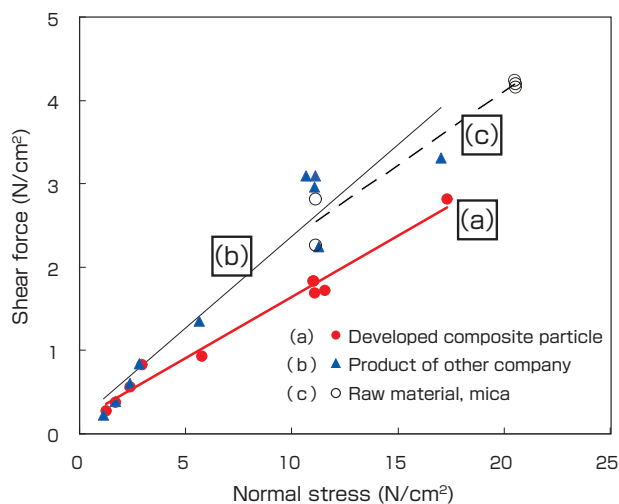 5
4
3
2
1
0
Shear force (N/cm²)
(c)
(a)
(b)
(a) Developed composite particle
(b) Product of other company
(c) Raw material, mica
0 5 10 15 20 25
Normal stress (N/cm²)